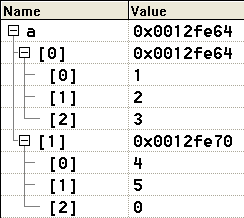 Name Value
a 0x0012fe64
[0] 0x0012fe64
[0] 1
[1] 2
[2] 3
[1] 0x0012fe70
[0] 4
[1] 5
[2] 0